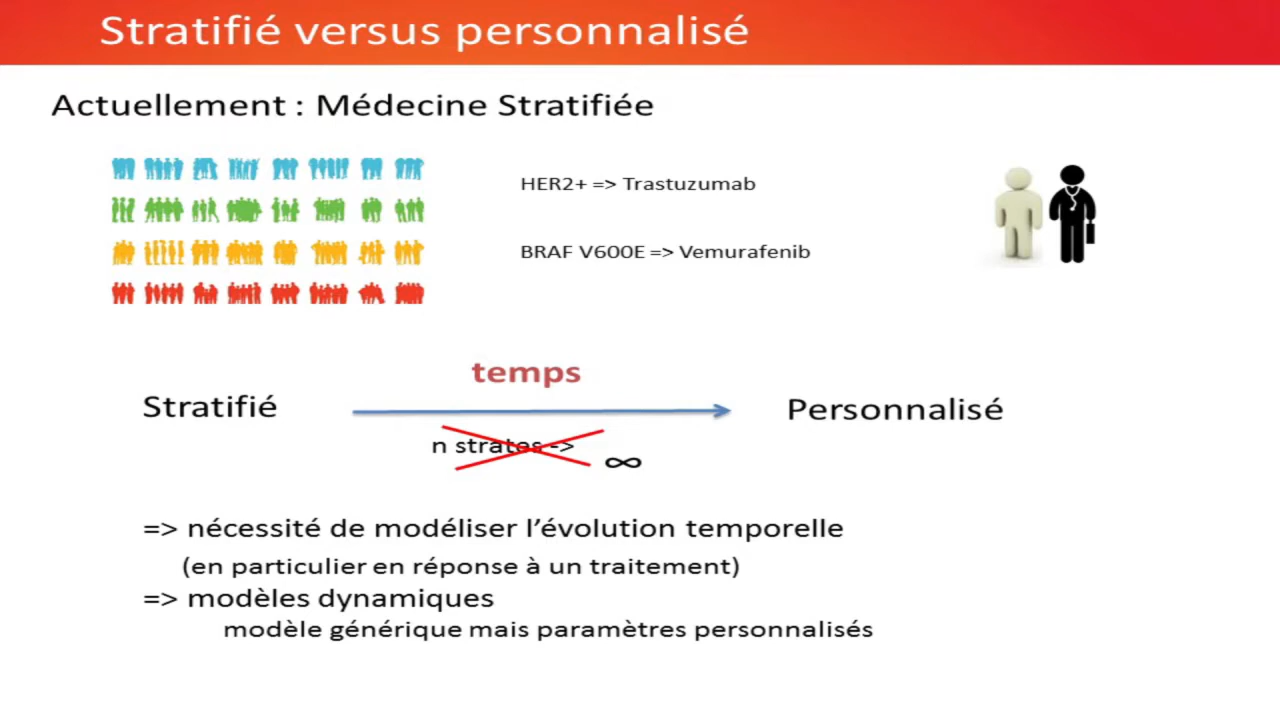 Stratifié versus personnalisé
Actuellement : Médecine Stratifiée
HER2+ => Trastuzumab
BRAF V600E => Vemurafenib
temps
Stratifié
Personnalisé
n strates -> ∞
=> nécessité de modéliser l’évolution temporelle
(en particulier en réponse à un traitement)
=> modèles dynamiques
modèle générique mais paramètres personnalisés